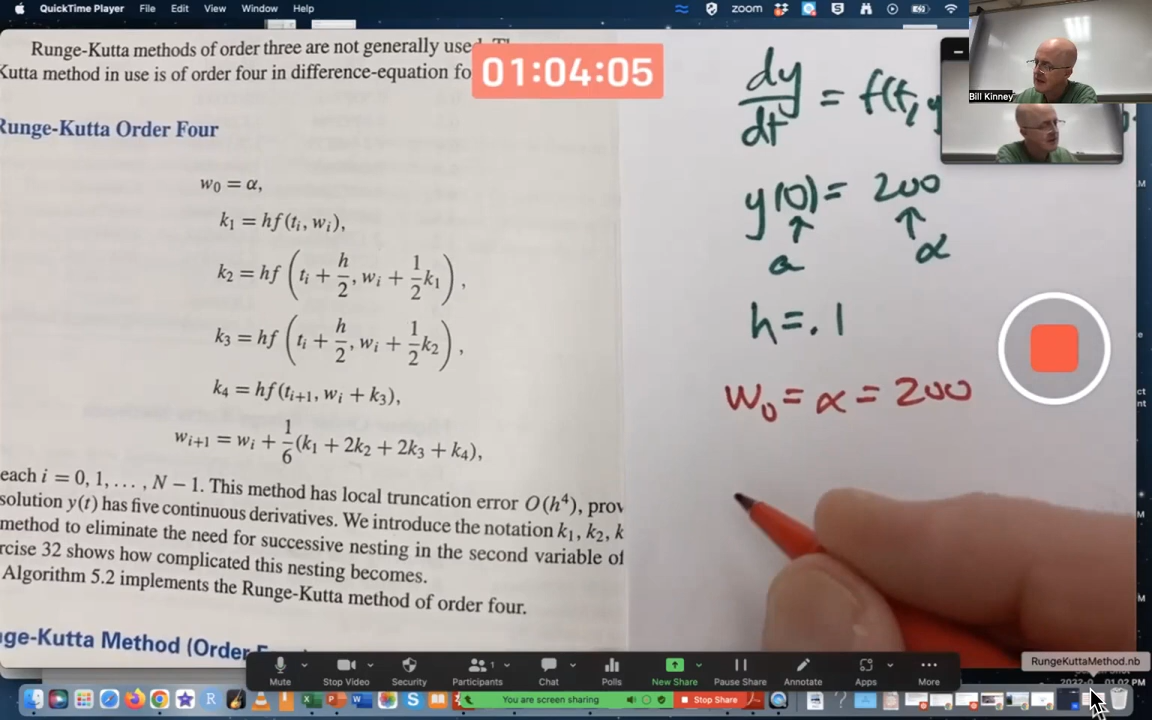 QuickTime Player File Edit View Window Help zoom
Runge-Kutta methods of order three are not generally
Kutta method in use is of order four in difference-equation
01:04:05
Bill Kinney
Runge-Kutta Order Four
w₀ = α,
k₁ = hf(tᵢ, wᵢ),
k₂ = hf(tᵢ + h/2, wᵢ + 1/2 k₁),
k₃ = hf(tᵢ + h/2, wᵢ + 1/2 k₂),
k₄ = hf(tᵢ₊₁, wᵢ + k₃),
wᵢ₊₁ = wᵢ + 1/6 (k₁ + 2k₂ + 2k₃ + k₄),
each i = 0, 1, . . . , N − 1. This method has local truncation error O(h⁴), prov
solution y(t) has five continuous derivatives. We introduce the notation k₁, k₂, k
method to eliminate the need for successive nesting in the second variable of
rcise 32 shows how complicated this nesting becomes.
Algorithm 5.2 implements the Runge-Kutta method of order four.
nge-Kutta Method (Order
dy/dt = f(t, y
y(0) = 200
a α
h = .1
w₀ = α = 200
RungeKuttaMethod.nb
Mute Stop Video Security Participants 1 Chat Polls New Share Pause Share Annotate Apps More
You are screen sharing Stop Share